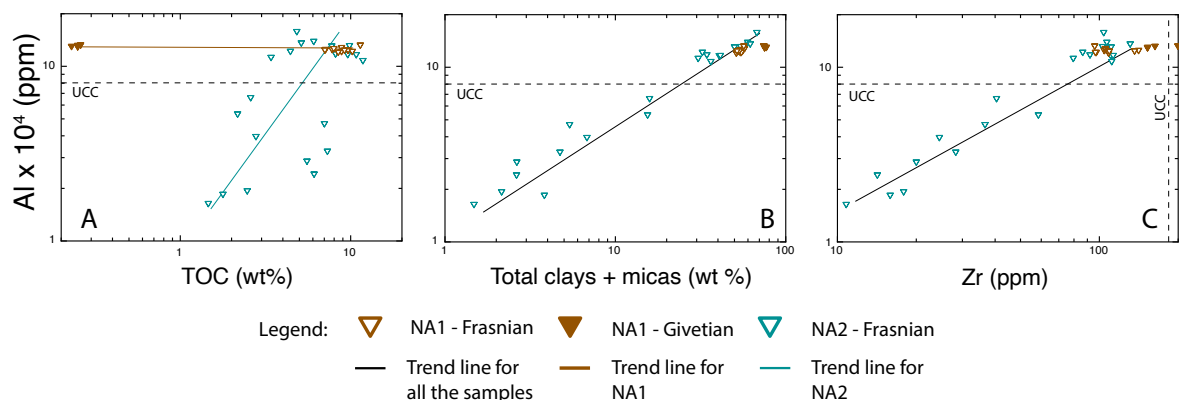 Al x 10⁴ (ppm)
10
1
UCC
A
1
10
TOC (wt%)
10
1
UCC
B
1
10
100
Total clays + micas (wt %)
10
1
UCC
UCC
C
10
100
Zr (ppm)
Legend:
NA1 - Frasnian
NA1 - Givetian
NA2 - Frasnian
Trend line for
all the samples
Trend line for
NA1
Trend line for
NA2